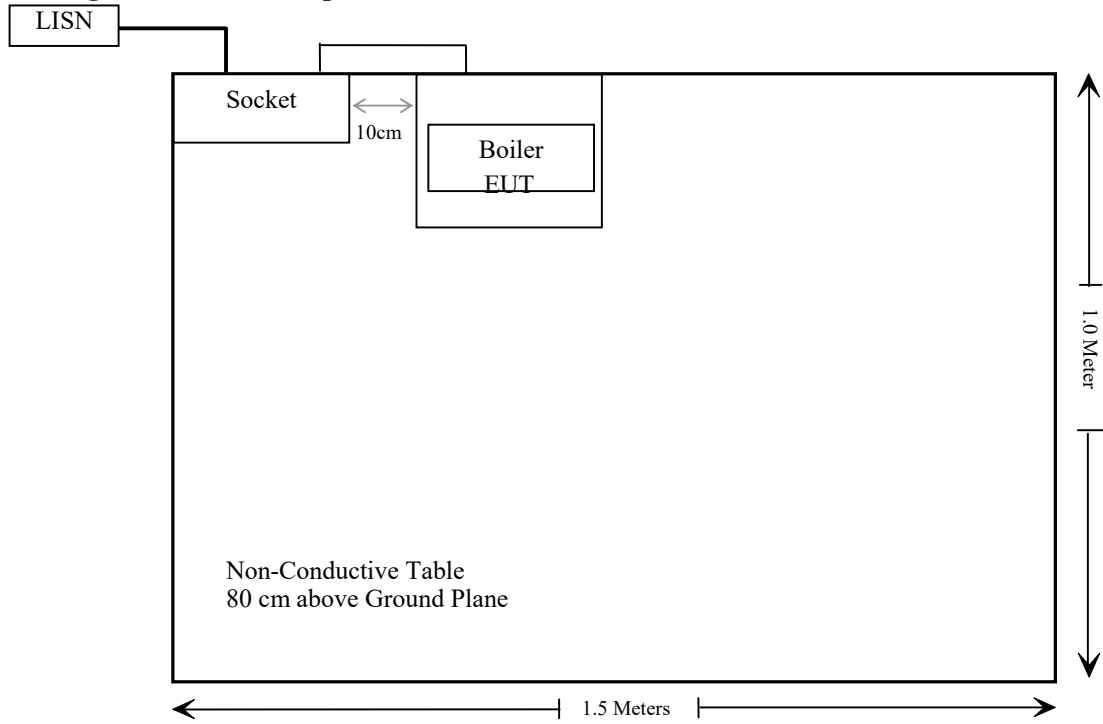 LISN
Socket
10cm
Boiler
EUT
1.0 Meter
Non-Conductive Table
80 cm above Ground Plane
1.5 Meters